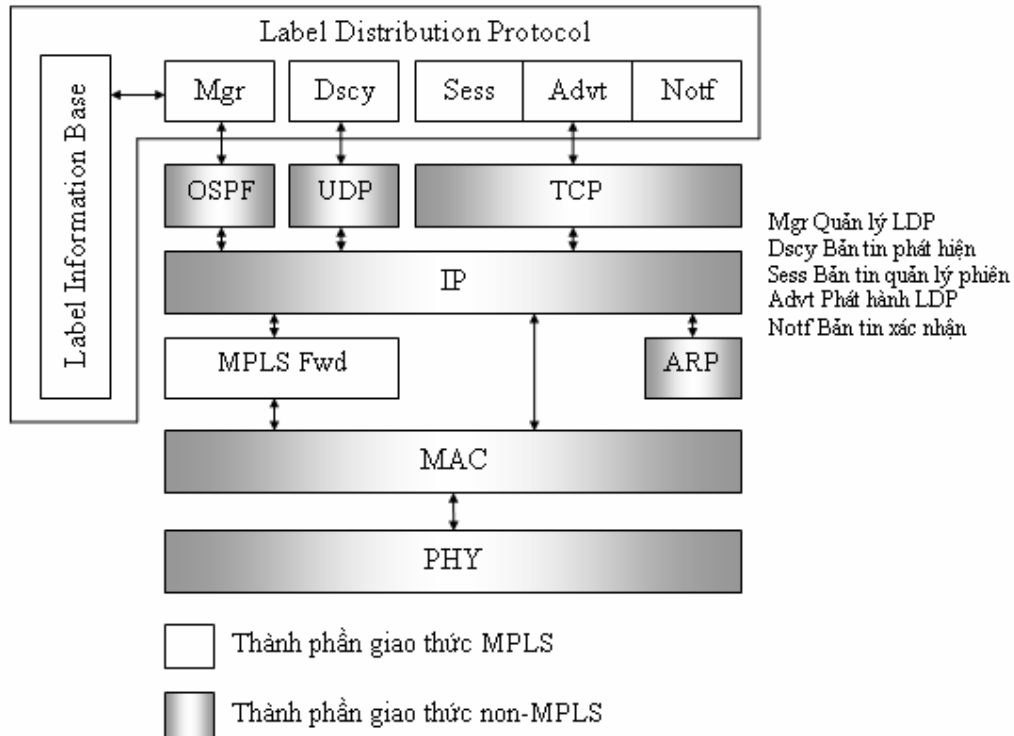 Label Distribution Protocol
Label Information Base
Mgr
Dscy
Sess
Advt
Notf
OSPF
UDP
TCP
IP
MPLS Fwd
ARP
MAC
PHY
Mgr Quản lý LDP
Dscy Bản tin phát hiện
Sess Bản tin quản lý phiên
Advt Phát hành LDP
Notf Bản tin xác nhận
Thành phần giao thức MPLS
Thành phần giao thức non-MPLS